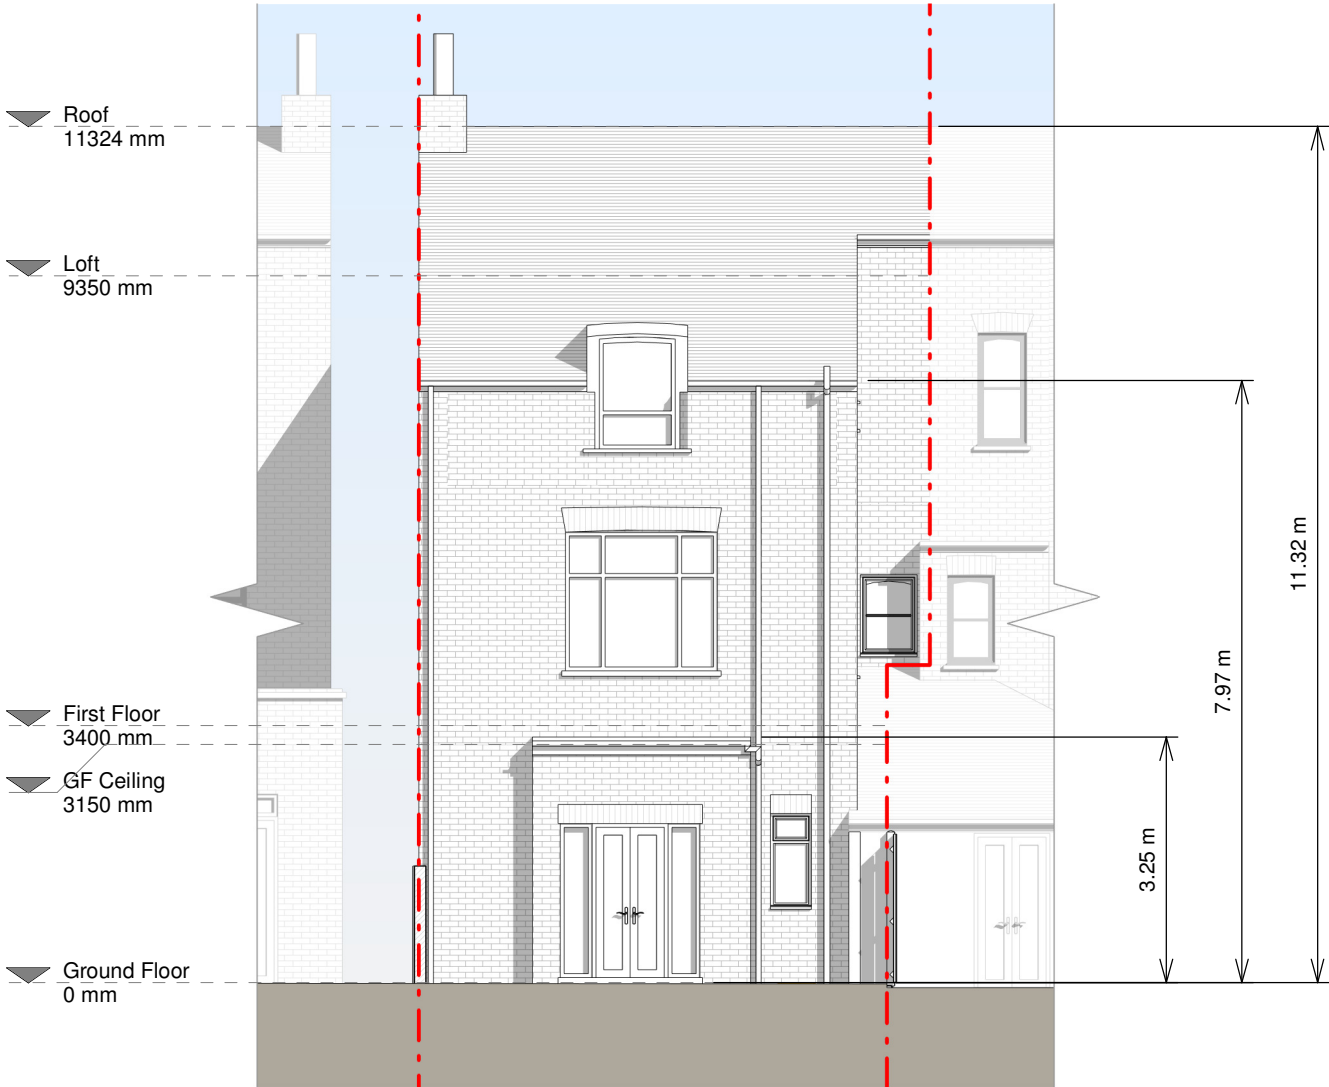 Roof
11324 mm
Loft
9350 mm
First Floor
3400 mm
GF Ceiling
3150 mm
Ground Floor
0 mm
3.25 m
7.97 m
11.32 m